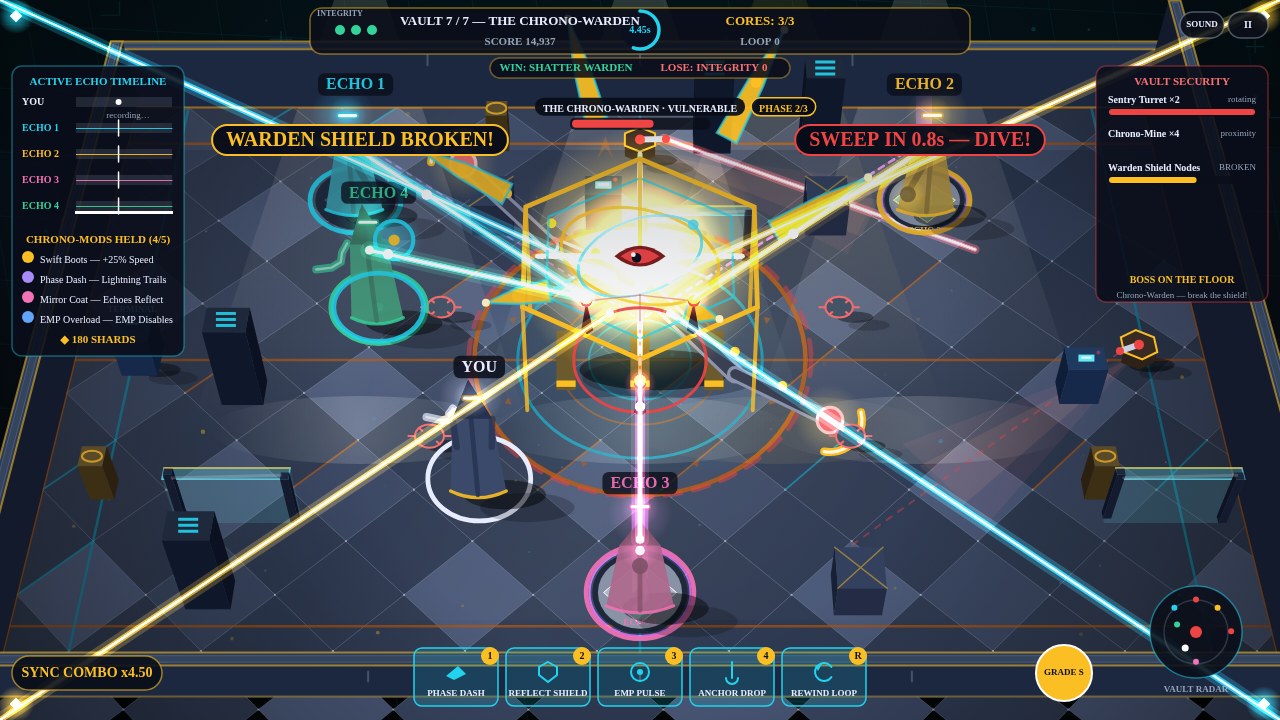 INTEGRITY
VAULT 7 / 7 — THE CHRONO-WARDEN
4.45s
CORES: 3/3
SCORE 14,937
LOOP 0
SOUND
II
WIN: SHATTER WARDEN
LOSE: INTEGRITY 0
ACTIVE ECHO TIMELINE
YOU
recording…
ECHO 1
ECHO 2
ECHO 3
ECHO 4
CHRONO-MODS HELD (4/5)
Swift Boots — +25% Speed
Phase Dash — Lightning Trails
Mirror Coat — Echoes Reflect
EMP Overload — EMP Disables
◆ 180 SHARDS
VAULT SECURITY
Sentry Turret ×2
rotating
Chrono-Mine ×4
proximity
Warden Shield Nodes
BROKEN
BOSS ON THE FLOOR
Chrono-Warden — break the shield!
ECHO 1
ECHO 2
THE CHRONO-WARDEN · VULNERABLE
PHASE 2/3
WARDEN SHIELD BROKEN!
SWEEP IN 0.8s — DIVE!
ECHO 4
YOU
ECHO 3
SYNC COMBO x4.50
1
PHASE DASH
2
REFLECT SHIELD
3
EMP PULSE
4
ANCHOR DROP
R
REWIND LOOP
GRADE S
VAULT RADAR